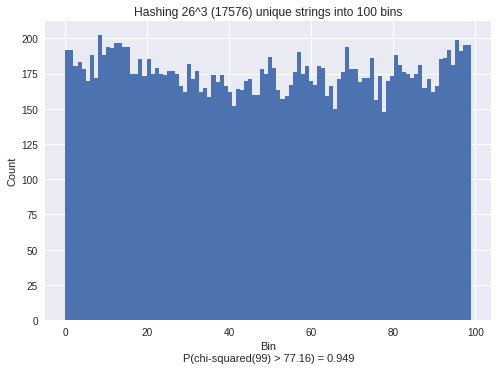 Hashing 26^3 (17576) unique strings into 100 bins
200
175
150
125
100
75
50
25
0
Count
0 20 40 60 80 100
Bin
P(chi-squared(99) > 77.16) = 0.949